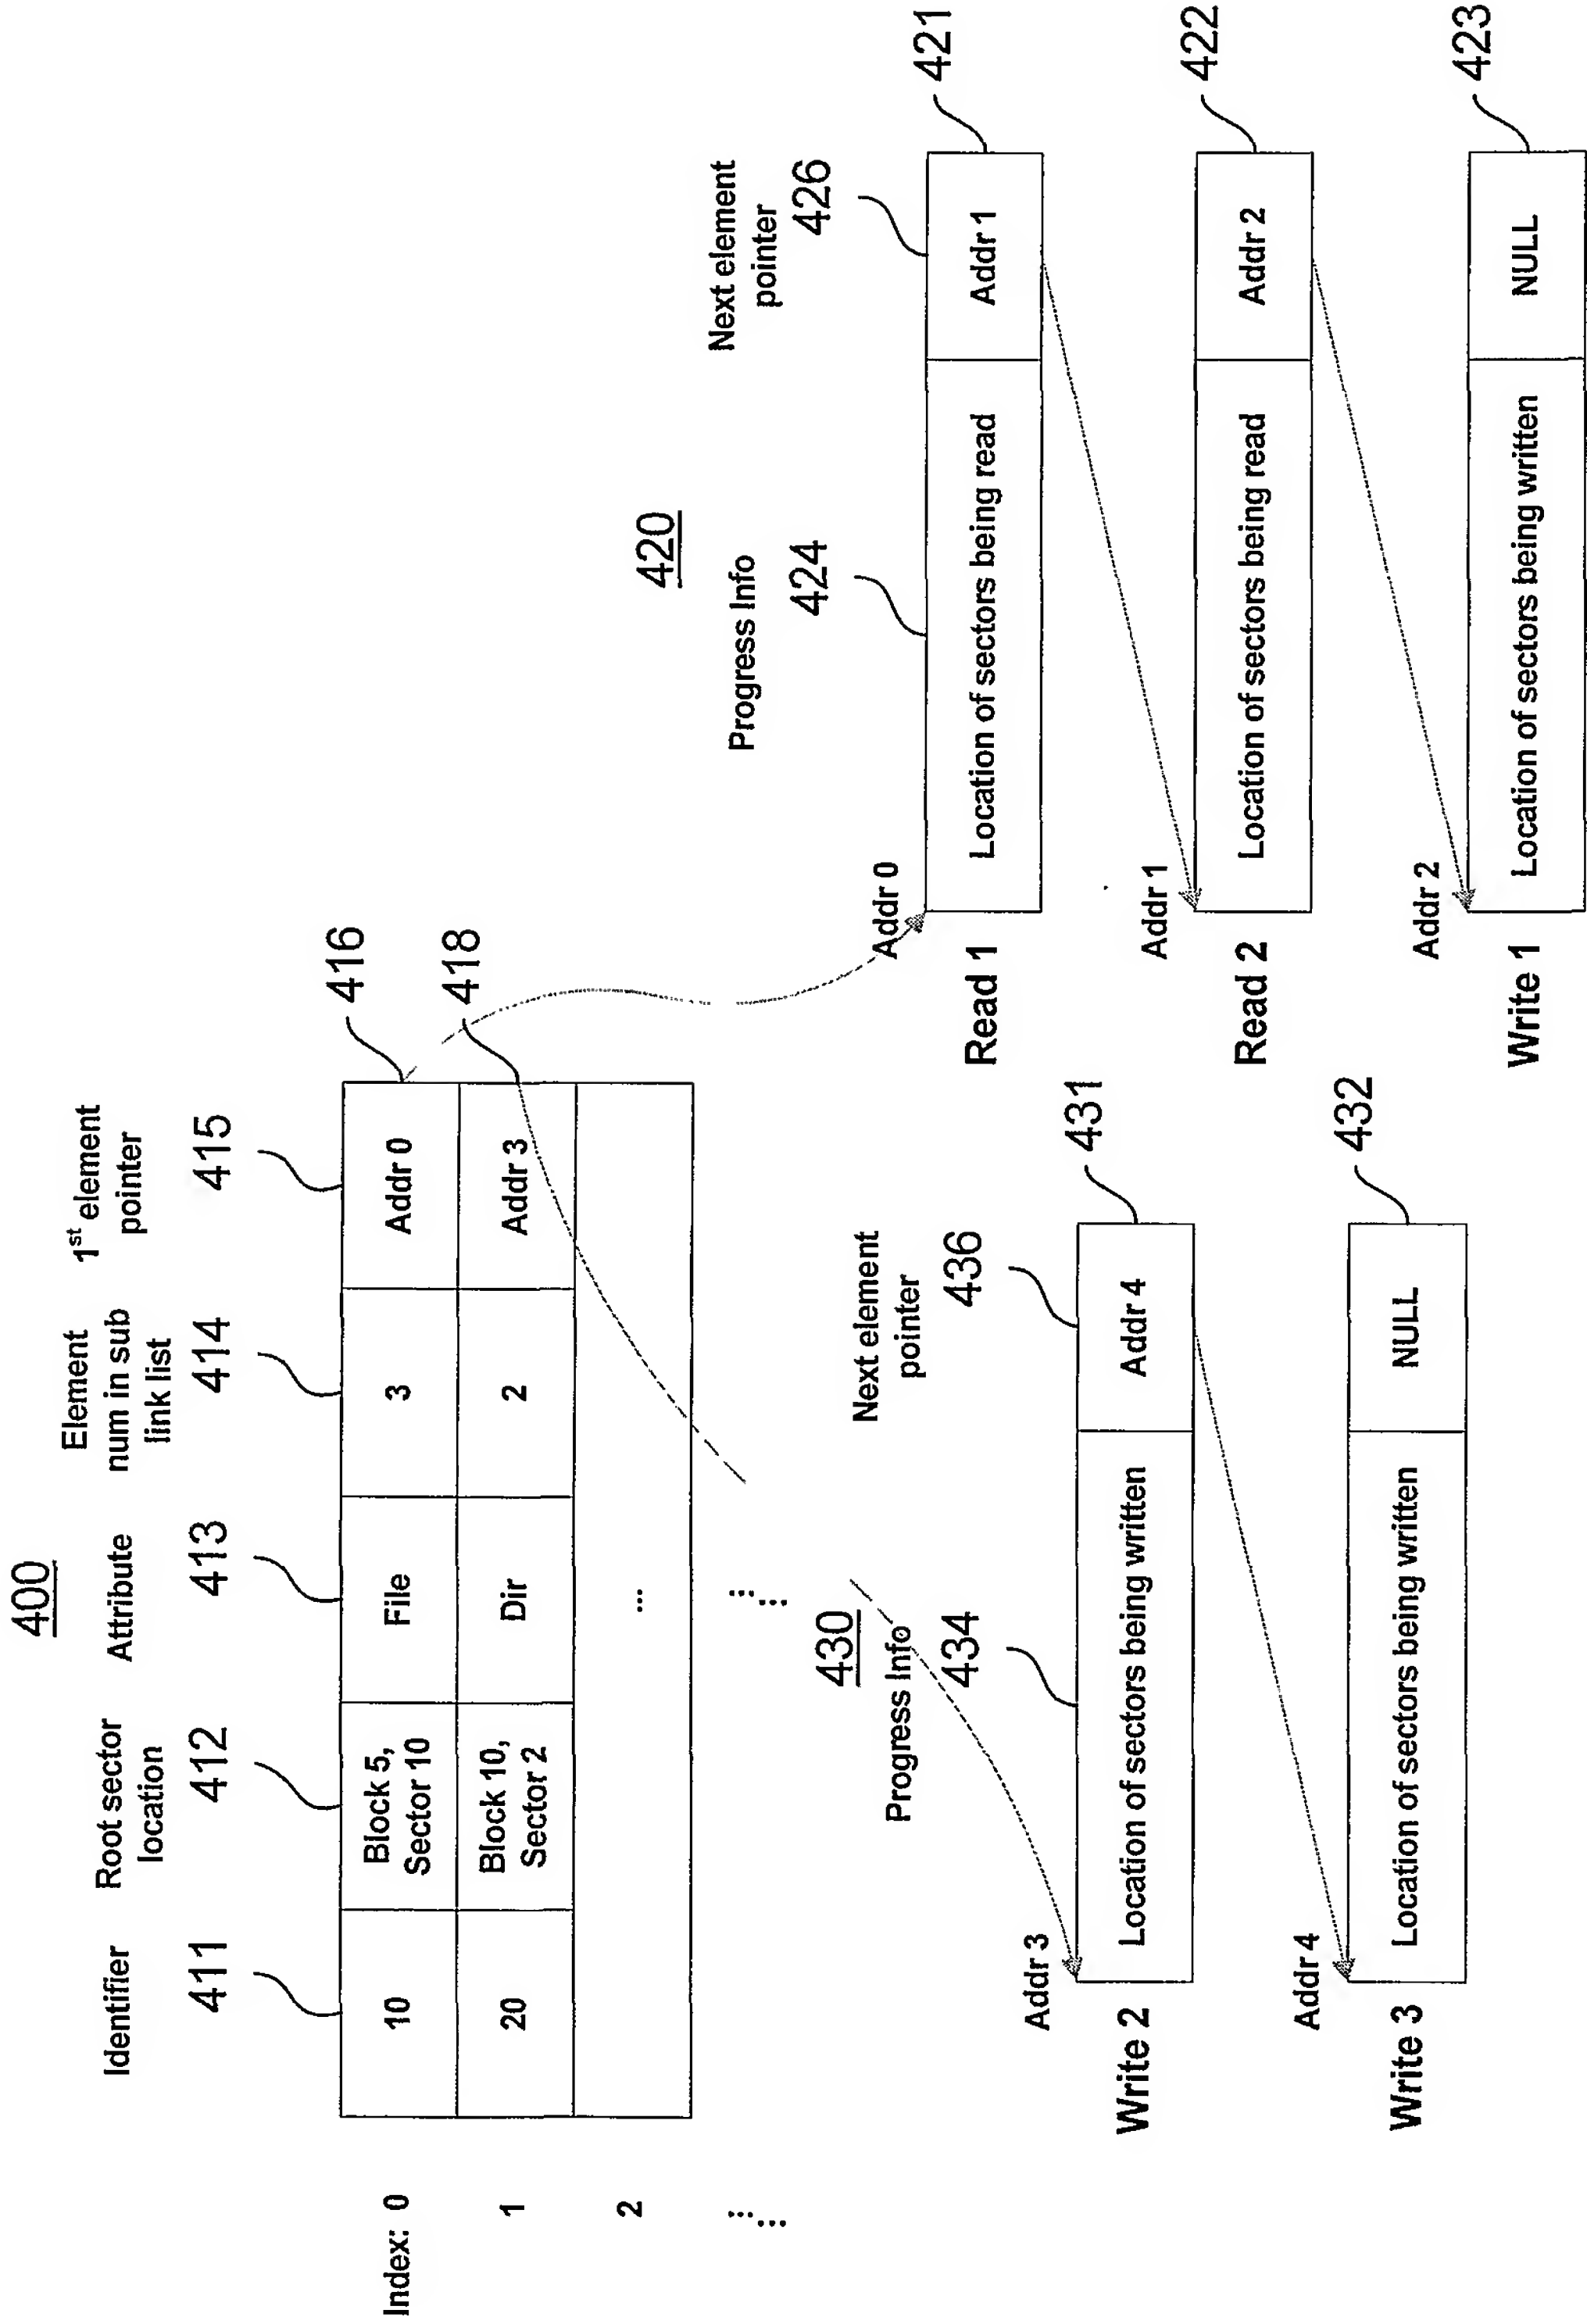 400
Identifier
411
Root sector
location
412
Attribute
413
Element
num in sub
link list
414
1st element
pointer
415
Index: 0
10
Block 5,
Sector 10
File
3
Addr 0
416
1
20
Block 10,
Sector 2
Dir
2
Addr 3
418
2
...
...
...
...
...
420
Progress Info
424
Next element
pointer
426
Addr 0
Read 1
Location of sectors being read
Addr 1
421
Addr 1
Read 2
Location of sectors being read
Addr 2
422
Addr 2
Write 1
Location of sectors being written
NULL
423
430
Progress Info
434
Next element
pointer
436
Addr 3
Write 2
Location of sectors being written
Addr 4
431
Addr 4
Write 3
Location of sectors being written
NULL
432